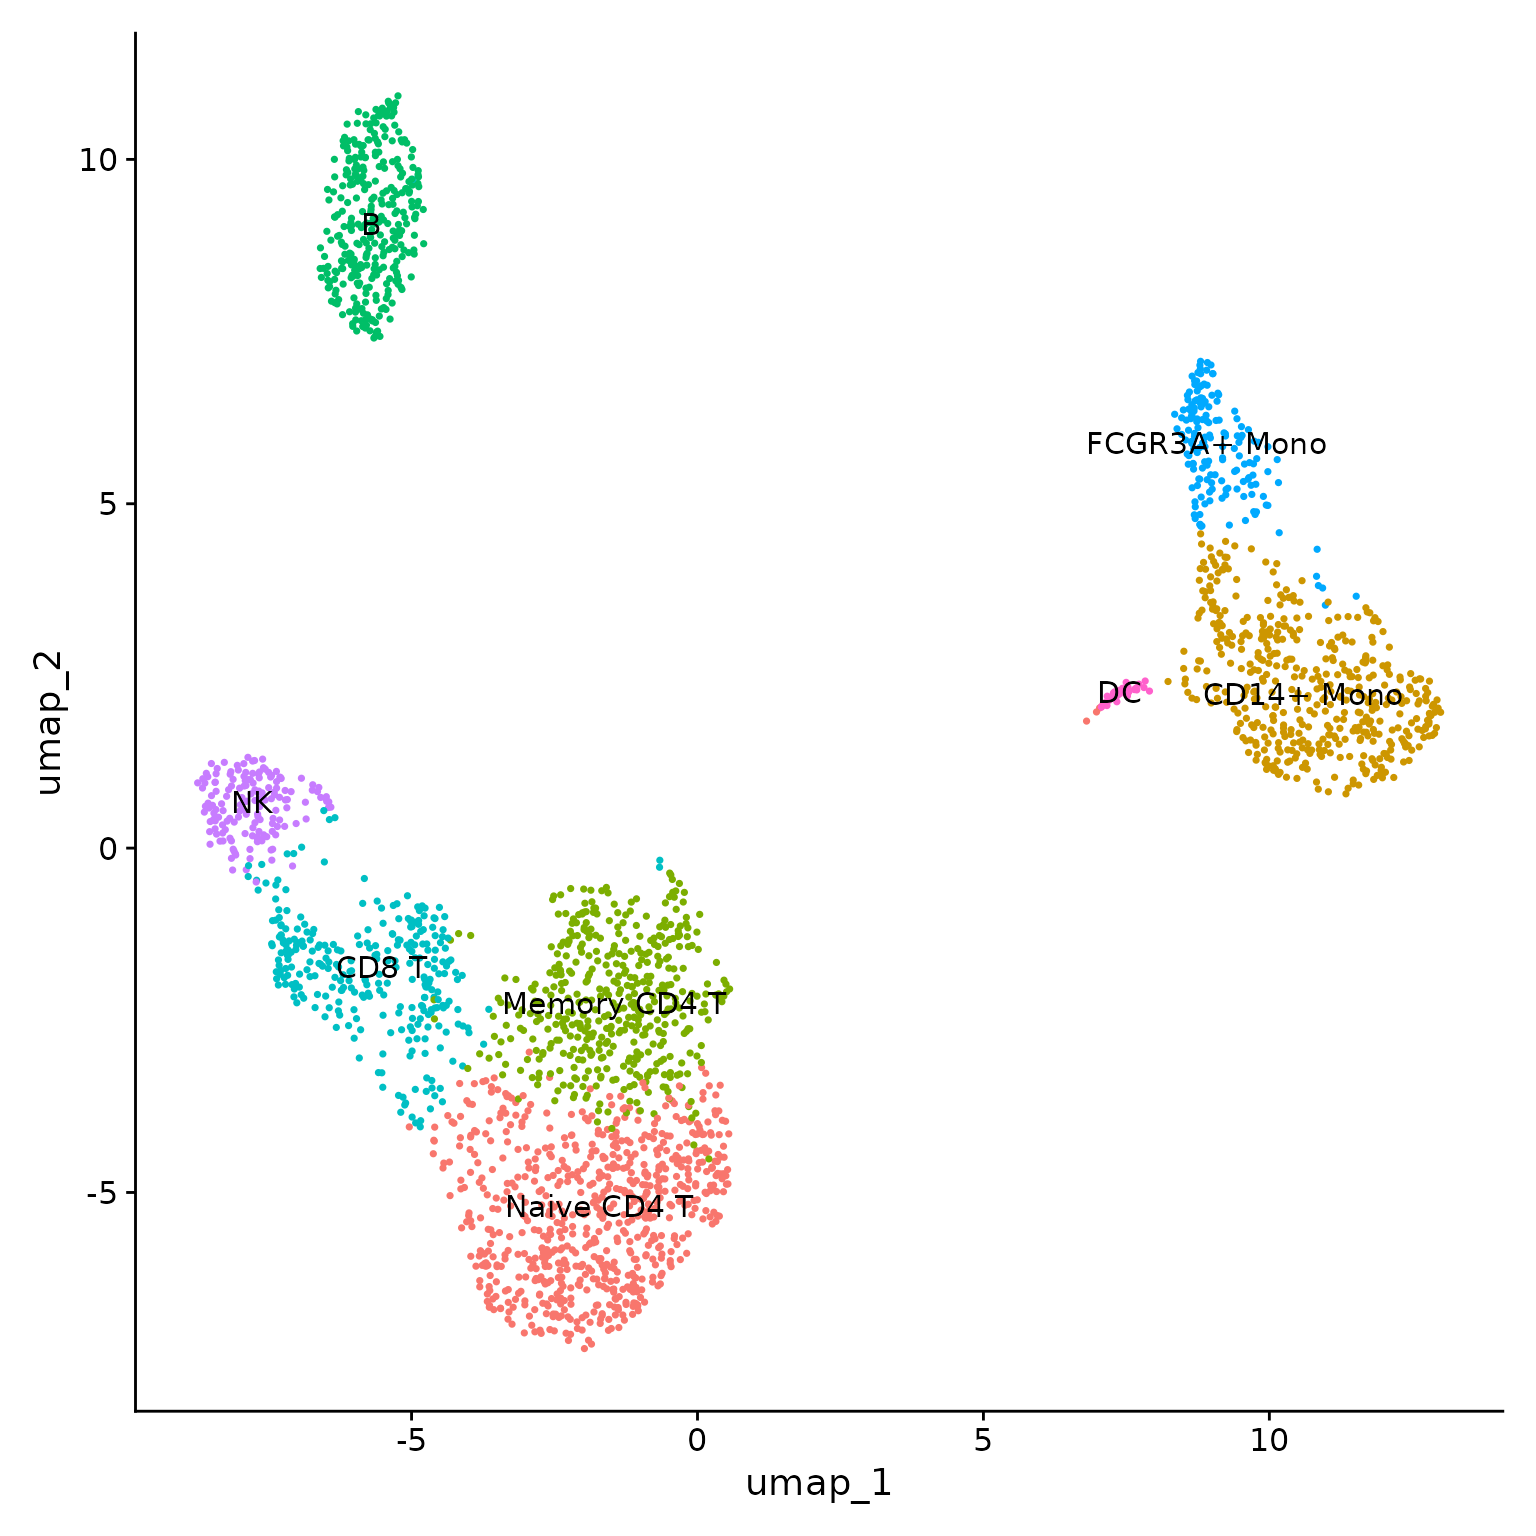 10
B
FCGR3A+ Mono
5
DC
CD14+ Mono
umap_2
NK
0
CD8 T
Memory CD4 T
-5
Naive CD4 T
-5
0
5
10
umap_1